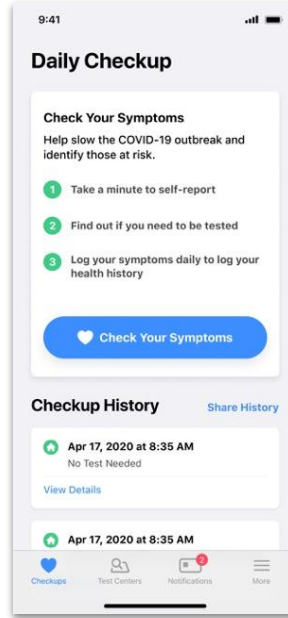 9:41
Daily Checkup
Check Your Symptoms
Help slow the COVID-19 outbreak and
identify those at risk.
1 Take a minute to self-report
2 Find out if you need to be tested
3 Log your symptoms daily to log your
health history
Check Your Symptoms
Checkup History Share History
Apr 17, 2020 at 8:35 AM
No Test Needed
View Details
Apr 17, 2020 at 8:35 AM
2
Checkups Test Centers Notifications More